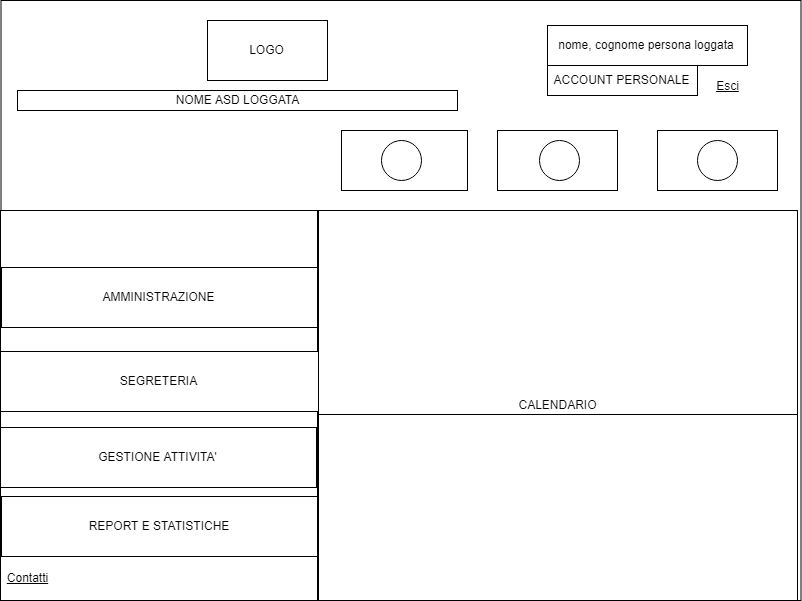 LOGO
nome, cognome persona loggata
ACCOUNT PERSONALE
Esci
NOME ASD LOGGATA
AMMINISTRAZIONE
SEGRETERIA
CALENDARIO
GESTIONE ATTIVITA'
REPORT E STATISTICHE
Contatti